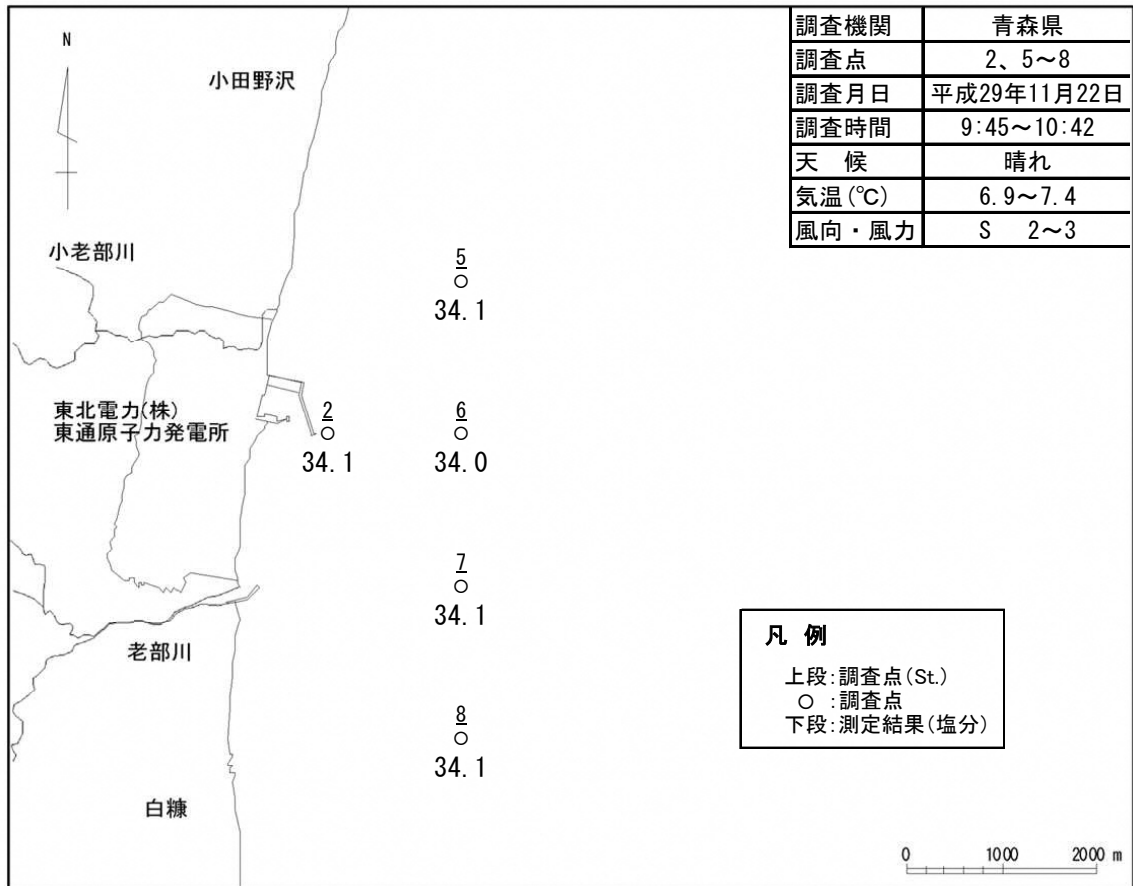 調査機関 青森県
調査点 2、5～8
調査月日 平成29年11月22日
調査時間 9:45～10:42
天 候 晴れ
気温(℃) 6.9～7.4
風向・風力 S 2～3
N
小田野沢
小老部川
5
○
34.1
東北電力(株)
東通原子力発電所
2
○
34.1
6
○
34.0
7
○
34.1
老部川
8
○
34.1
白糠
凡 例
上段:調査点(St.)
○ :調査点
下段:測定結果(塩分)
0 1000 2000 m